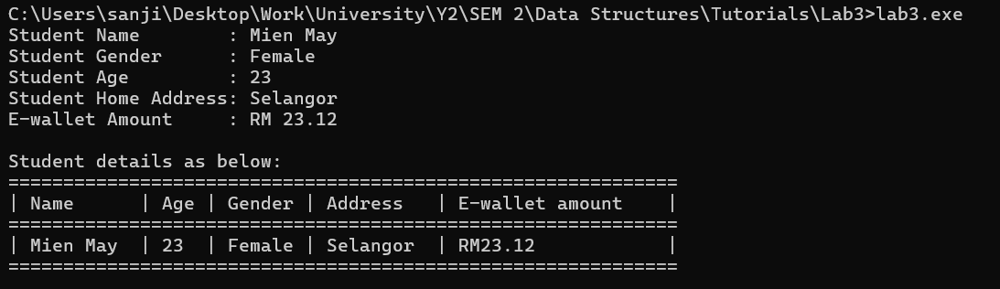 C:\Users\sanji\Desktop\Work\University\Y2\SEM 2\Data Structures\Tutorials\Lab3>lab3.exe
Student Name        : Mien May
Student Gender      : Female
Student Age         : 23
Student Home Address: Selangor
E-wallet Amount     : RM 23.12

Student details as below:
=============================================================
| Name      | Age | Gender | Address   | E-wallet amount    |
=============================================================
| Mien May  | 23  | Female | Selangor  | RM23.12            |
=============================================================